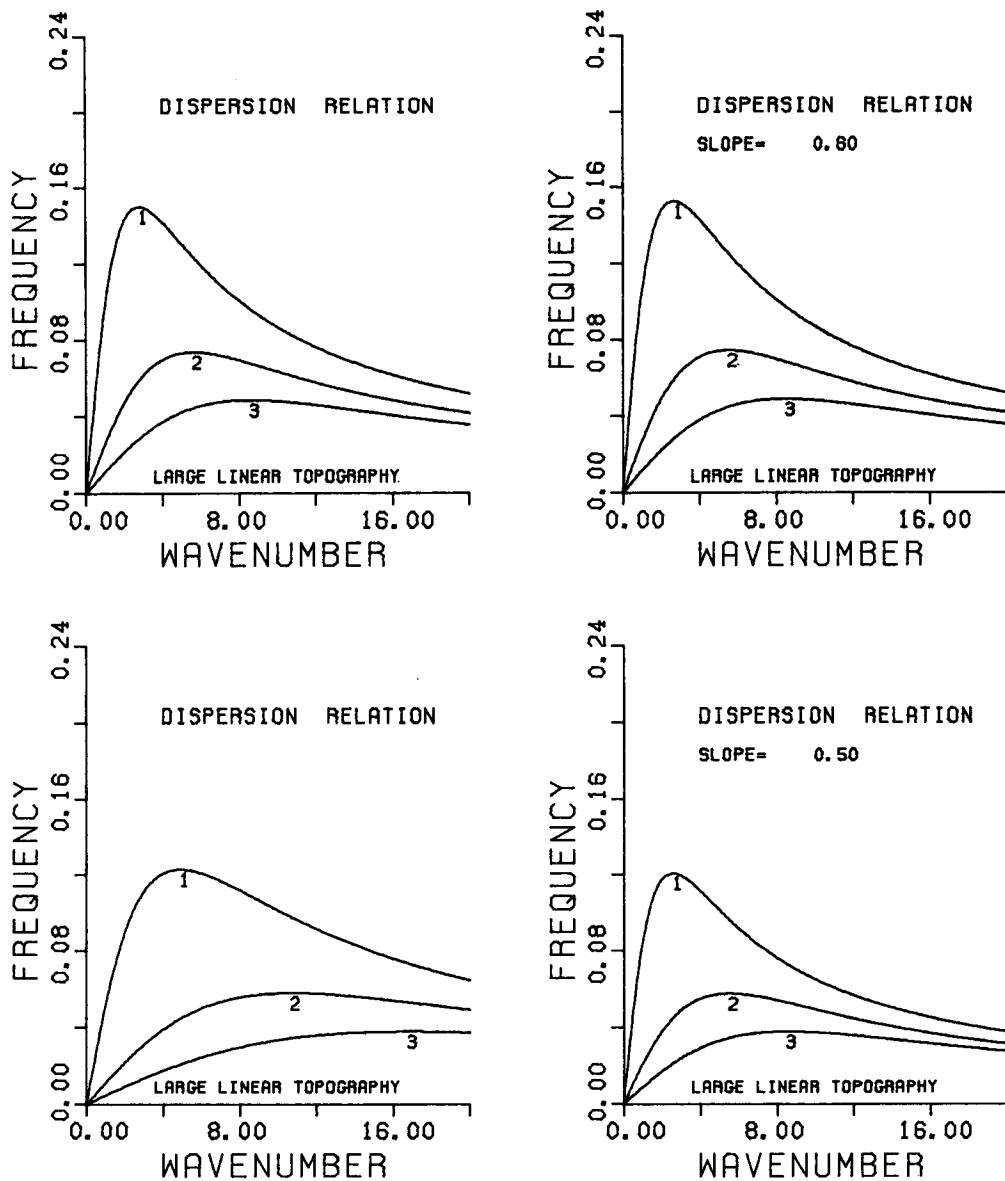 0.24
0.16
0.08
0.00
FREQUENCY
DISPERSION RELATION
1
2
3
LARGE LINEAR TOPOGRAPHY
0.00 8.00 16.00
WAVENUMBER
0.24
0.16
0.08
0.00
FREQUENCY
DISPERSION RELATION
SLOPE= 0.60
1
2
3
LARGE LINEAR TOPOGRAPHY
0.00 8.00 16.00
WAVENUMBER
0.24
0.16
0.08
0.00
FREQUENCY
DISPERSION RELATION
1
2
3
LARGE LINEAR TOPOGRAPHY
0.00 8.00 16.00
WAVENUMBER
0.24
0.16
0.08
0.00
FREQUENCY
DISPERSION RELATION
SLOPE= 0.50
1
2
3
LARGE LINEAR TOPOGRAPHY
0.00 8.00 16.00
WAVENUMBER